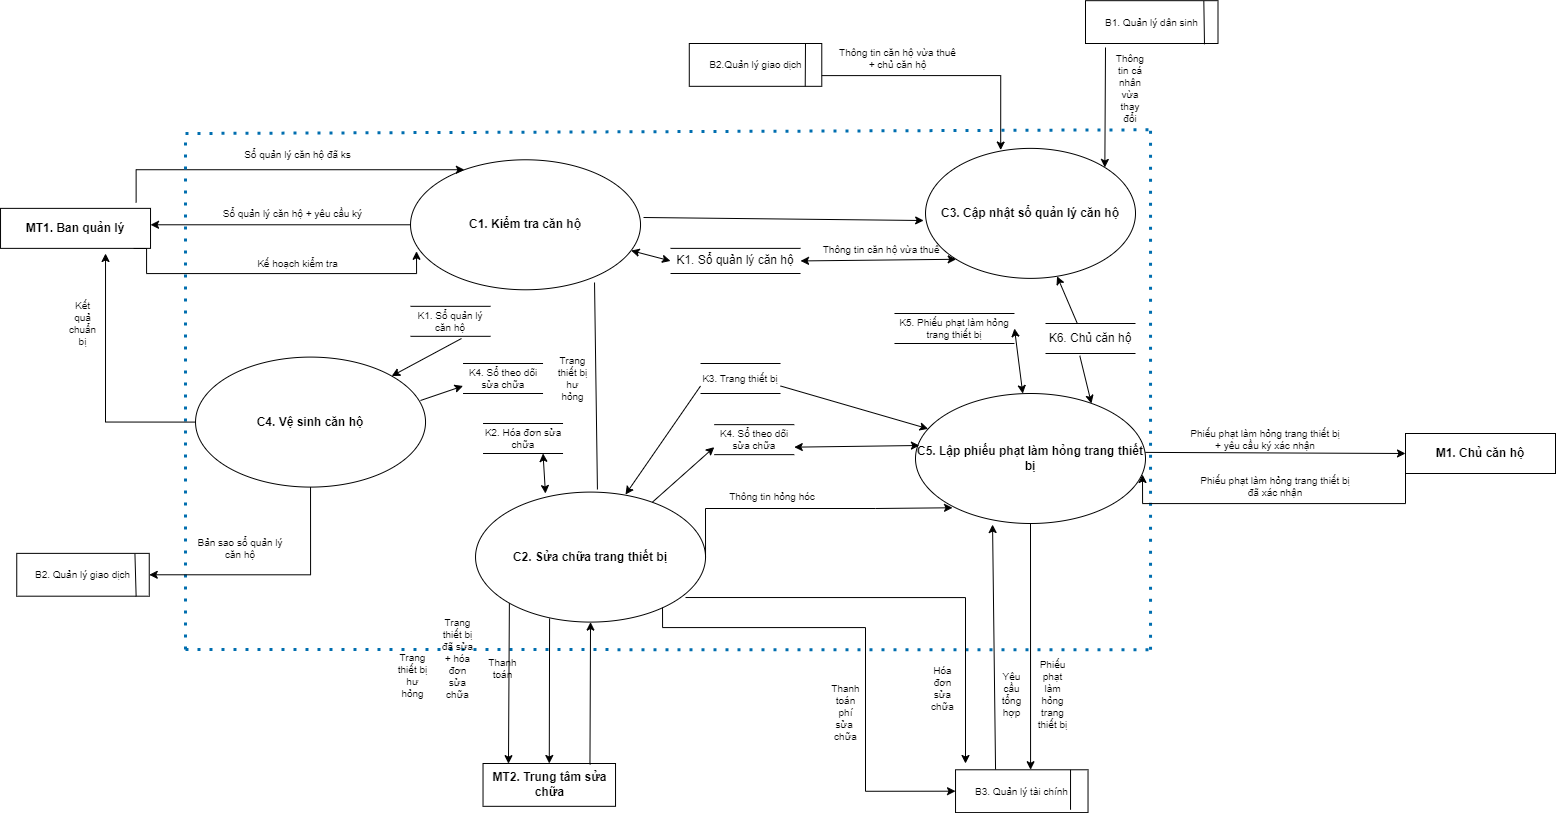 B1. Quản lý dân sinh
B2.Quản lý giao dịch
Thông tin căn hộ vừa thuê
+ chủ căn hộ
Thông
tin cá
nhân
vừa
thay
đổi
Sổ quản lý căn hộ đã ks
MT1. Ban quản lý
Sổ quản lý căn hộ + yêu cầu ký
Kế hoạch kiểm tra
C1. Kiểm tra căn hộ
C3. Cập nhật sổ quản lý căn hộ
K1. Sổ quản lý căn hộ
Thông tin căn hộ vừa thuê
Kết
quả
chuẩn
bị
K1. Sổ quản lý
căn hộ
K5. Phiếu phạt làm hỏng
trang thiết bị
K6. Chủ căn hộ
K4. Sổ theo dõi
sửa chữa
Trang
thiết bị
hư
hỏng
K3. Trang thiết bị
C4. Vệ sinh căn hộ
K2. Hóa đơn sửa
chữa
K4. Sổ theo dõi
sửa chữa
C5. Lập phiếu phạt làm hỏng trang thiết
bị
Phiếu phạt làm hỏng trang thiết bị
+ yêu cầu ký xác nhận
M1. Chủ căn hộ
Phiếu phạt làm hỏng trang thiết bị
đã xác nhận
Thông tin hỏng hóc
Bản sao sổ quản lý
căn hộ
B2. Quản lý giao dịch
C2. Sửa chữa trang thiết bị
Trang
thiết bị
hư
hỏng
Trang
thiết bị
đã sửa
+ hóa
đơn
sửa
chữa
Thanh
toán
Thanh
toán
phí
sửa
chữa
Hóa
đơn
sửa
chữa
Yêu
cầu
tổng
hợp
Phiếu
phạt
làm
hỏng
trang
thiết bị
MT2. Trung tâm sửa
chữa
B3. Quản lý tài chính